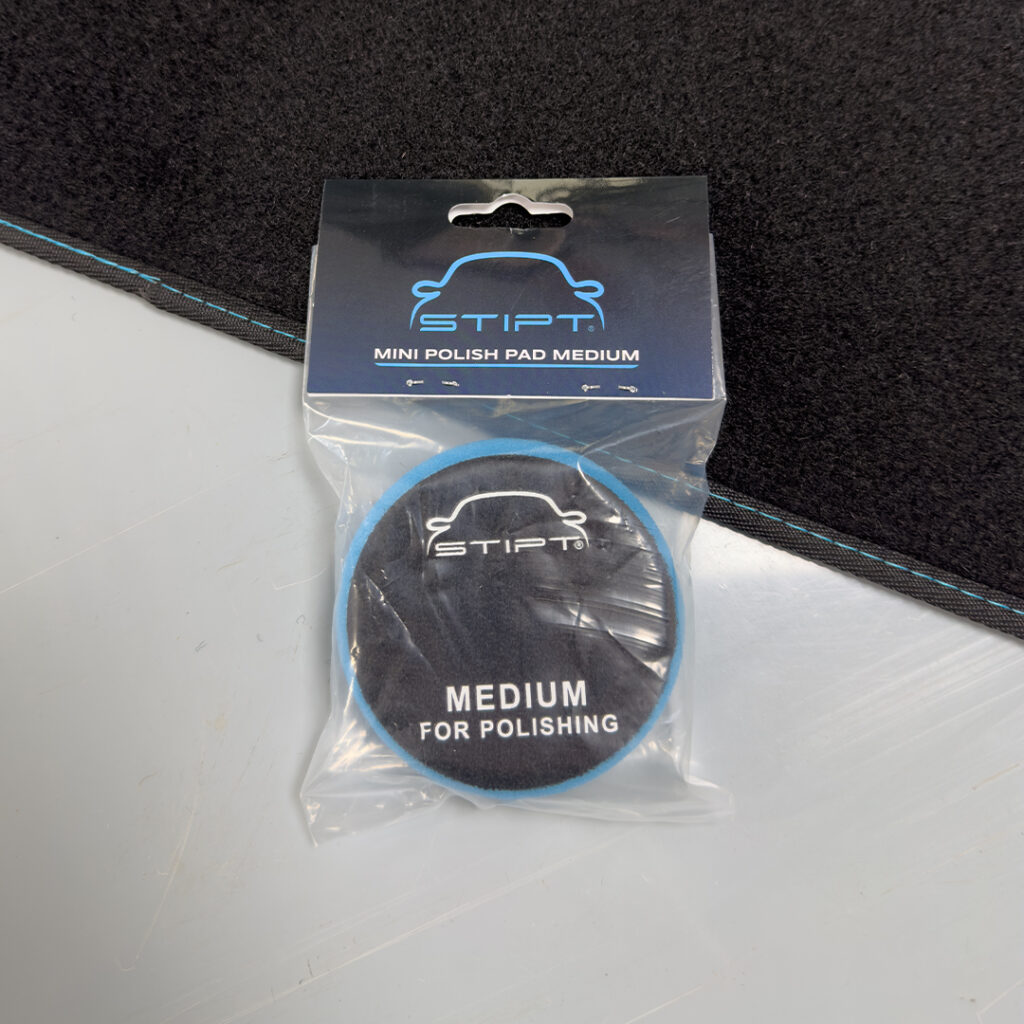 STIPT®
MINI POLISH PAD MEDIUM
STIPT®
MEDIUM
FOR POLISHING